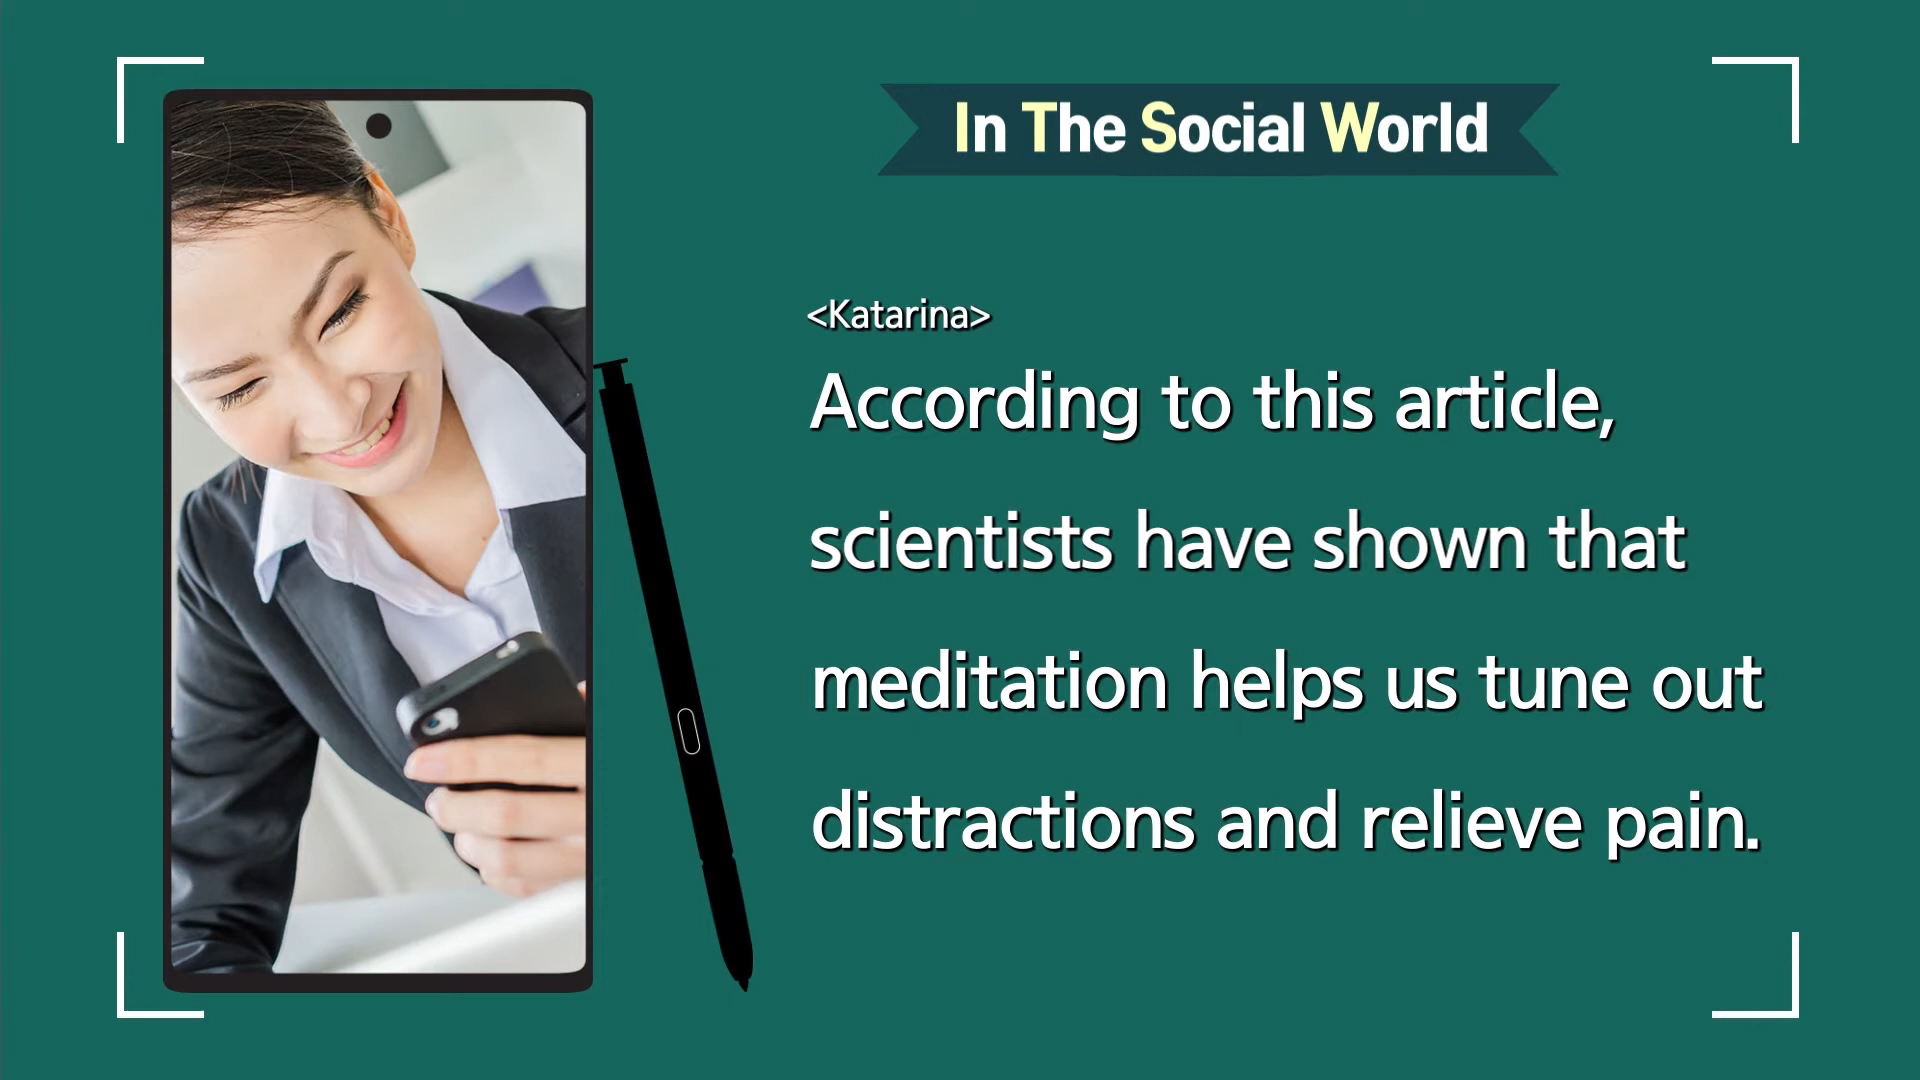 In The Social World
<Katarina>
According to this article,
scientists have shown that
meditation helps us tune out
distractions and relieve pain.